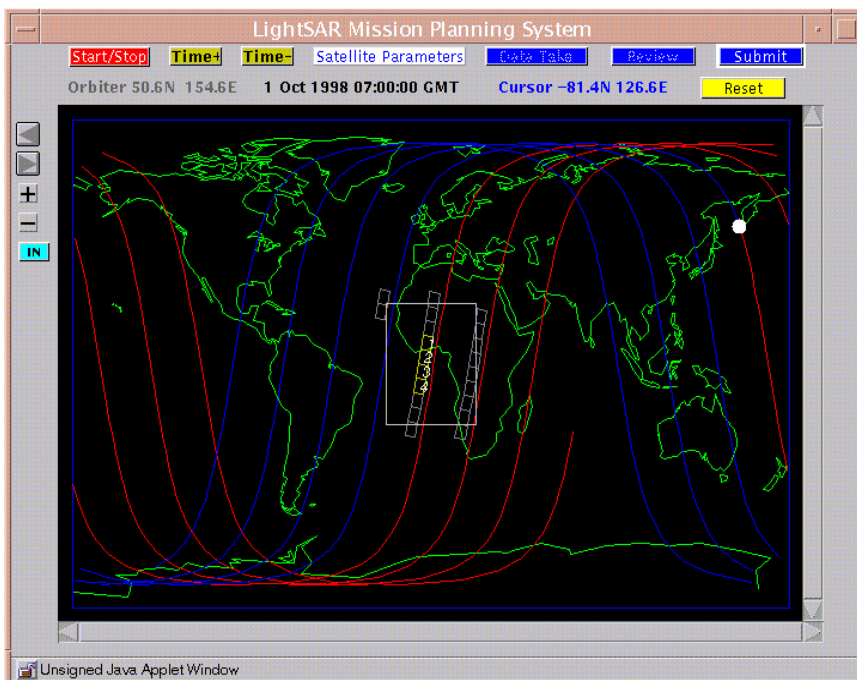 LightSAR Mission Planning System
Start/Stop Time+ Time- Satellite Parameters Data Take Review Submit
Orbiter 50.6N 154.6E 1 Oct 1998 07:00:00 GMT Cursor -81.4N 126.6E Reset
+
-
IN
Unsigned Java Applet Window